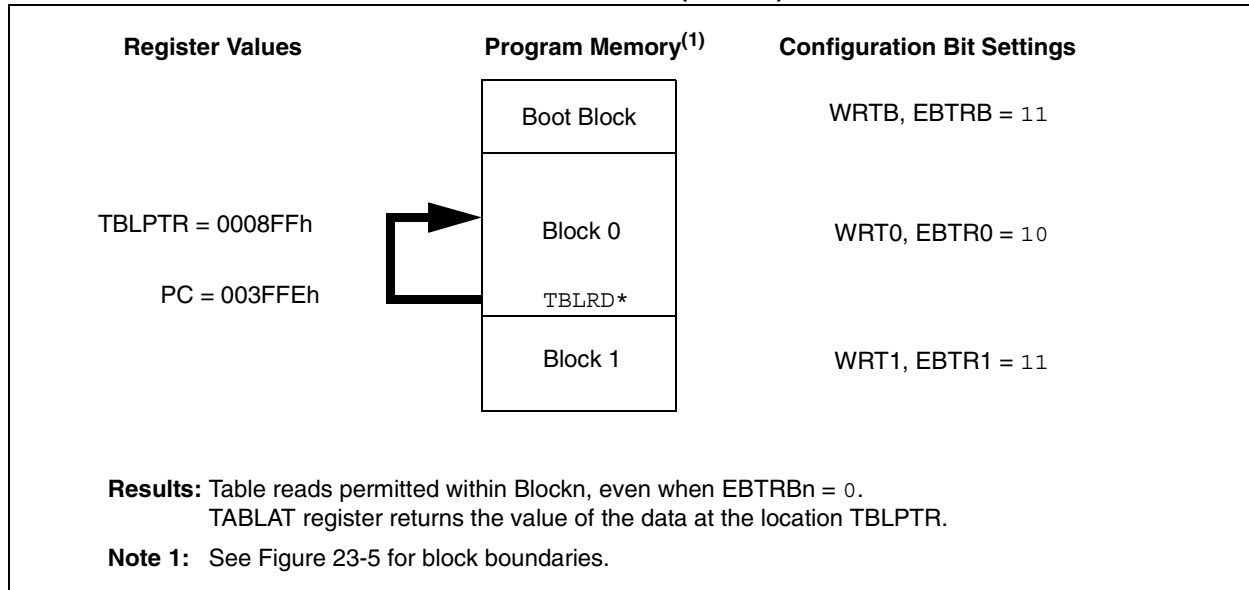 Register Values
Program Memory(1)
Configuration Bit Settings
Boot Block
WRTB, EBTRB = 11
TBLPTR = 0008FFh
Block 0
WRT0, EBTR0 = 10
PC = 003FFEh
TBLRD*
Block 1
WRT1, EBTR1 = 11
Results: Table reads permitted within Blockn, even when EBTRBn = 0.
TABLAT register returns the value of the data at the location TBLPTR.
Note 1: See Figure 23-5 for block boundaries.